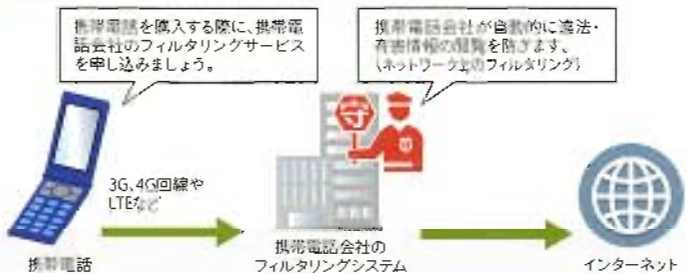 携帯電話を購入する際に、携帯電
話会社のフィルタリングサービス
を申し込みましょう。
携帯電話会社が自動的に違法・
有害情報の閲覧を防ぎます。
(ネットワーク上のフィルタリング)
守
3G、4G回線や
LTEなど
携帯電話
携帯電話会社の
フィルタリングシステム
インターネット